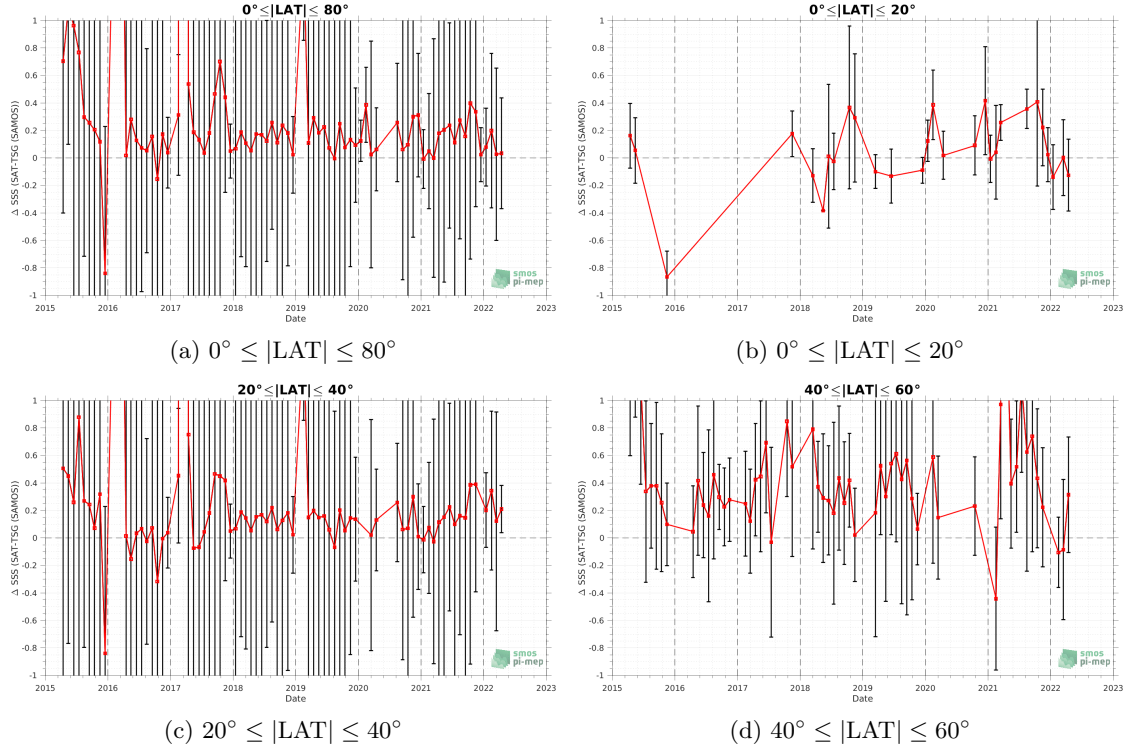 0°≤|LAT|≤ 80°
Δ SSS (SAT-TSG (SAMOS))
1
0.8
0.6
0.4
0.2
0
-0.2
-0.4
-0.6
-0.8
-1
2015 2016 2017 2018 2019 2020 2021 2022 2023
Date
smos
pi-mep
(a) 0° ≤ |LAT| ≤ 80°
0°≤|LAT|≤ 20°
Δ SSS (SAT-TSG (SAMOS))
1
0.8
0.6
0.4
0.2
0
-0.2
-0.4
-0.6
-0.8
-1
2015 2016 2017 2018 2019 2020 2021 2022 2023
Date
smos
pi-mep
(b) 0° ≤ |LAT| ≤ 20°
20°≤|LAT|≤ 40°
Δ SSS (SAT-TSG (SAMOS))
1
0.8
0.6
0.4
0.2
0
-0.2
-0.4
-0.6
-0.8
-1
2015 2016 2017 2018 2019 2020 2021 2022 2023
Date
smos
pi-mep
(c) 20° ≤ |LAT| ≤ 40°
40°≤|LAT|≤ 60°
Δ SSS (SAT-TSG (SAMOS))
1
0.8
0.6
0.4
0.2
0
-0.2
-0.4
-0.6
-0.8
-1
2015 2016 2017 2018 2019 2020 2021 2022 2023
Date
smos
pi-mep
(d) 40° ≤ |LAT| ≤ 60°